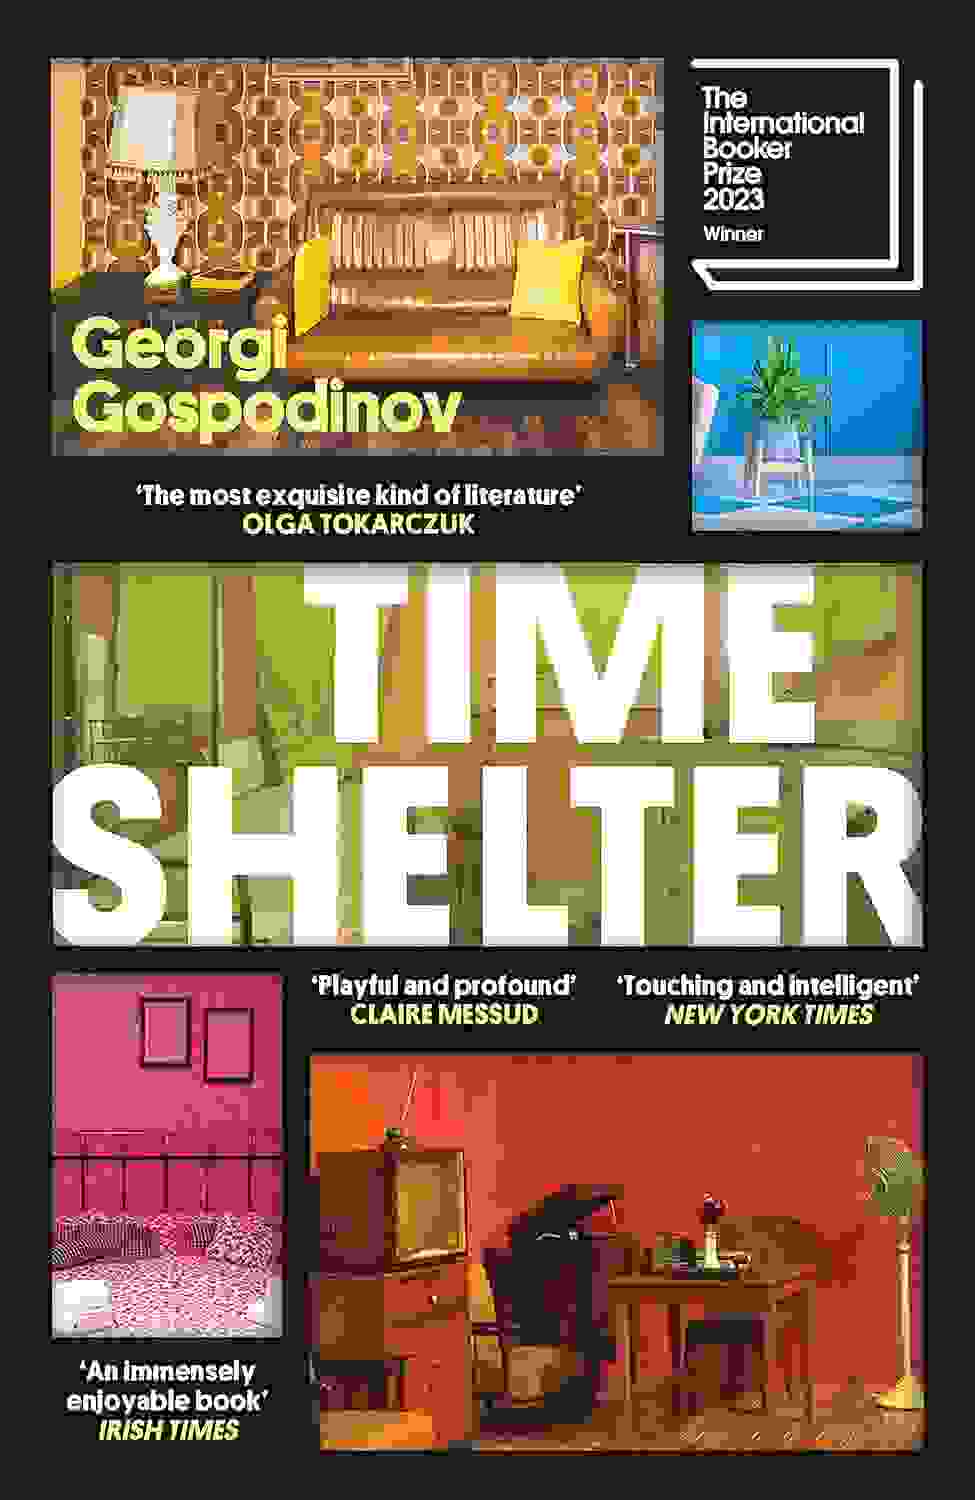 The
International
Booker
Prize
2023
Winner
Georgi
Gospodinov
‘The most exquisite kind of literature’
OLGA TOKARCZUK
TIME
SHELTER
‘Playful and profound’
CLAIRE MESSUD
‘Touching and intelligent’
NEW YORK TIMES
‘An immensely
enjoyable book’
IRISH TIMES